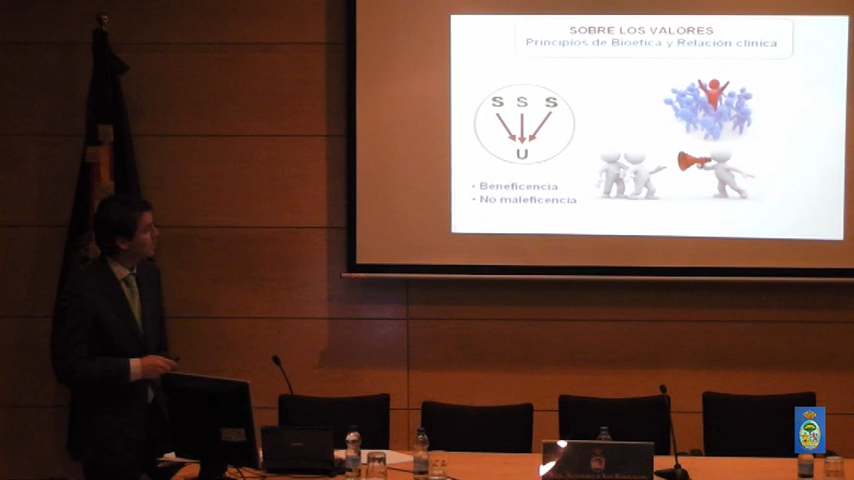 SOBRE LOS VALORES
Principios de Bioética y Relación clínica
S S S
U
• Beneficencia
• No maleficencia